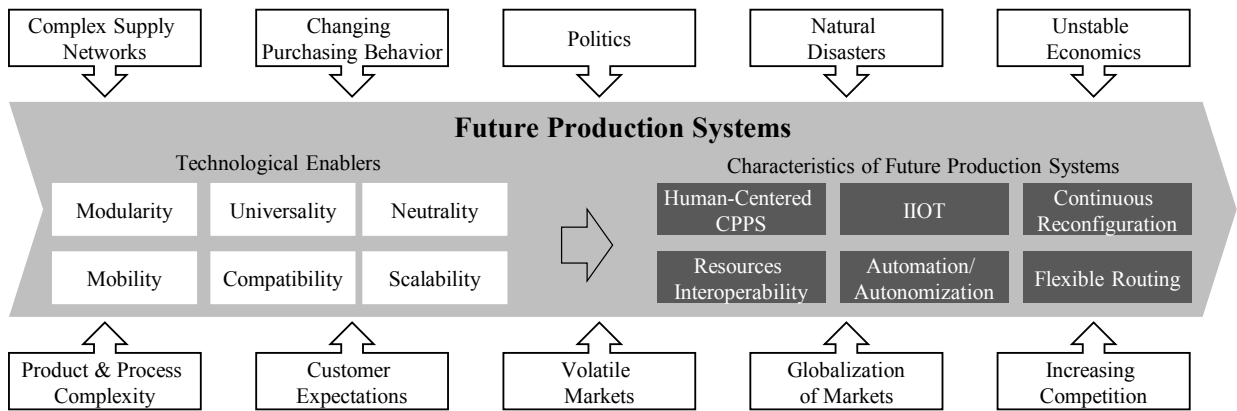 Complex Supply
Networks
Changing
Purchasing Behavior
Politics
Natural
Disasters
Unstable
Economics
Future Production Systems
Technological Enablers
Modularity
Universality
Neutrality
Mobility
Compatibility
Scalability
Characteristics of Future Production Systems
Human-Centered
CPPS
IIOT
Continuous
Reconfiguration
Resources
Interoperability
Automation/
Autonomization
Flexible Routing
Product & Process
Complexity
Customer
Expectations
Volatile
Markets
Globalization
of Markets
Increasing
Competition